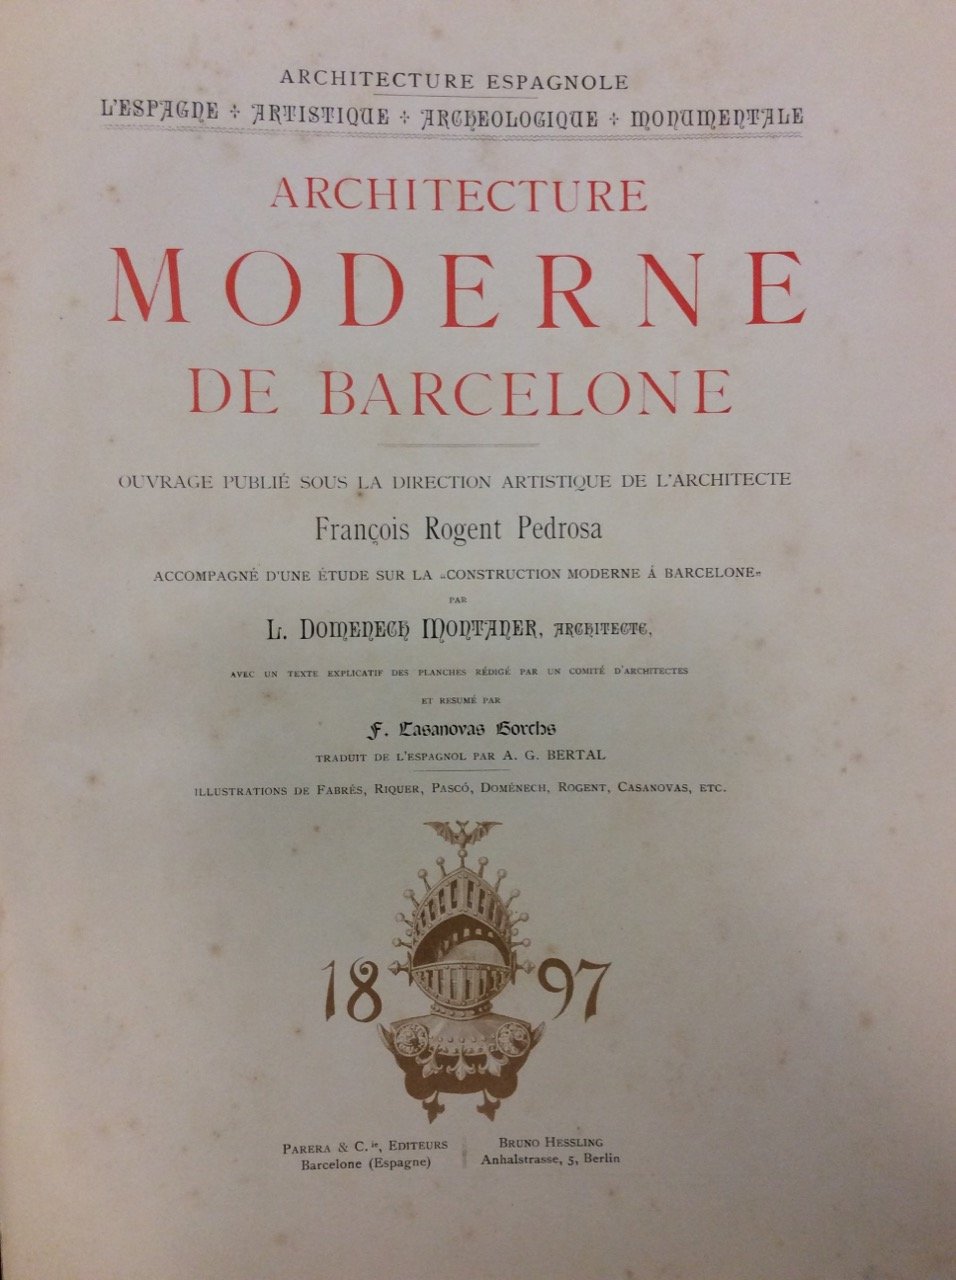 ARCHITECTURE ESPAGNOLE
L'ESPAGNE ⁘ ARTISTIQUE ⁘ ARCHEOLOGIQUE ⁘ MONUMENTALE
ARCHITECTURE
MODERNE
DE BARCELONE
OUVRAGE PUBLIÉ SOUS LA DIRECTION ARTISTIQUE DE L'ARCHITECTE
François Rogent Pedrosa
ACCOMPAGNÉ D'UNE ÉTUDE SUR LA «CONSTRUCTION MODERNE Á BARCELONE»
PAR
L. DOMENECH MONTANER, ARCHITECTE,
AVEC UN TEXTE EXPLICATIF DES PLANCHES RÉDIGÉ PAR UN COMITÉ D'ARCHITECTES
ET RESUMÉ PAR
F. Casanovas Gorchs
TRADUIT DE L'ESPAGNOL PAR A. G. BERTAL
ILLUSTRATIONS DE FABRÉS, RIQUER, PASCÓ, DOMÉNECH, ROGENT, CASANOVAS, ETC.
1897
PARERA & C.ie, EDITEURS
Barcelone (Espagne)
BRUNO HESSLING
Anhalstrasse, 5, Berlin